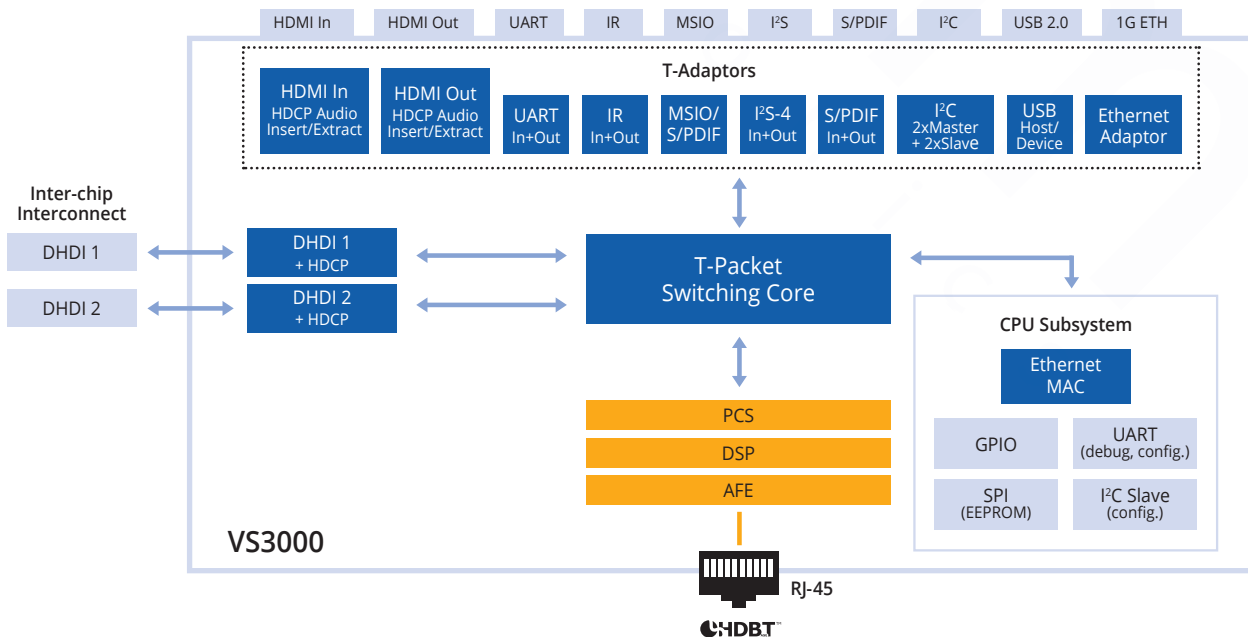 HDMI In
HDMI Out
UART
IR
MSIO
I²S
S/PDIF
I²C
USB 2.0
1G ETH
T-Adaptors
HDMI In
HDCP Audio
Insert/Extract
HDMI Out
HDCP Audio
Insert/Extract
UART
In+Out
IR
In+Out
MSIO/
S/PDIF
I²S-4
In+Out
S/PDIF
In+Out
I²C
2xMaster
+ 2xSlave
USB
Host/
Device
Ethernet
Adaptor
Inter-chip
Interconnect
DHDI 1
DHDI 2
DHDI 1
+ HDCP
DHDI 2
+ HDCP
T-Packet
Switching Core
CPU Subsystem
Ethernet
MAC
GPIO
UART
(debug, config.)
SPI
(EEPROM)
I²C Slave
(config.)
PCS
DSP
AFE
VS3000
RJ-45
HDBT™